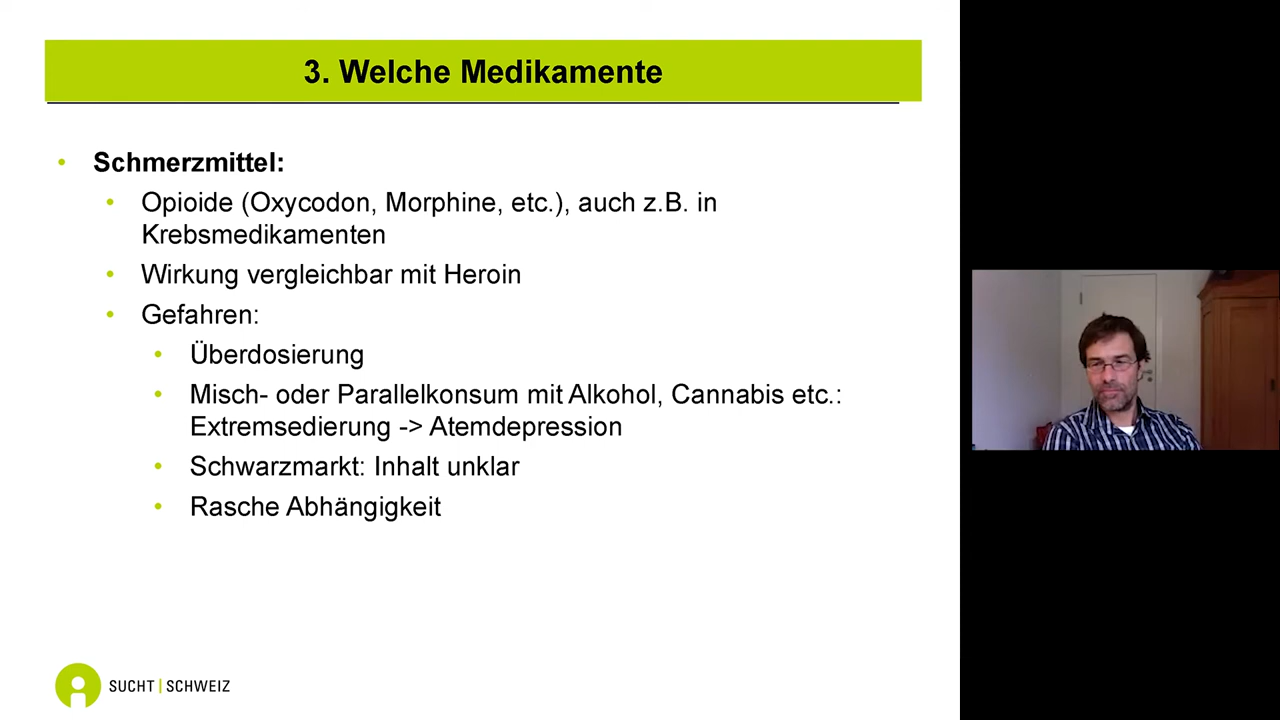 3. Welche Medikamente
• Schmerzmittel:
• Opioide (Oxycodon, Morphine, etc.), auch z.B. in
Krebsmedikamenten
• Wirkung vergleichbar mit Heroin
• Gefahren:
• Überdosierung
• Misch- oder Parallelkonsum mit Alkohol, Cannabis etc.:
Extremsedierung -> Atemdepression
• Schwarzmarkt: Inhalt unklar
• Rasche Abhängigkeit
SUCHT | SCHWEIZ